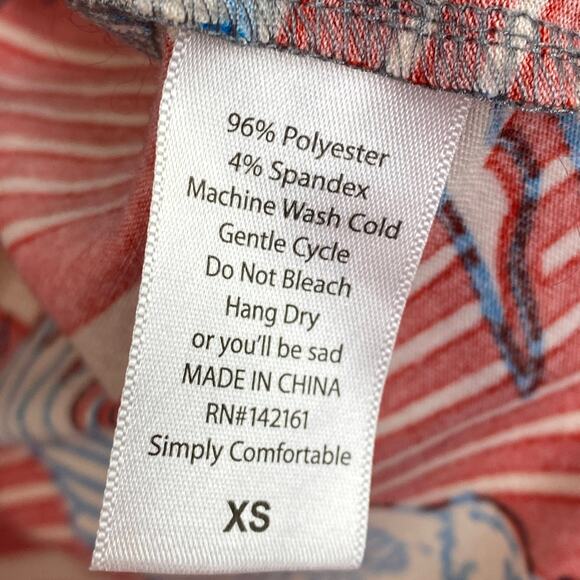 96% Polyester
4% Spandex
Machine Wash Cold
Gentle Cycle
Do Not Bleach
Hang Dry
or you'll be sad
MADE IN CHINA
RN#142161
Simply Comfortable
XS